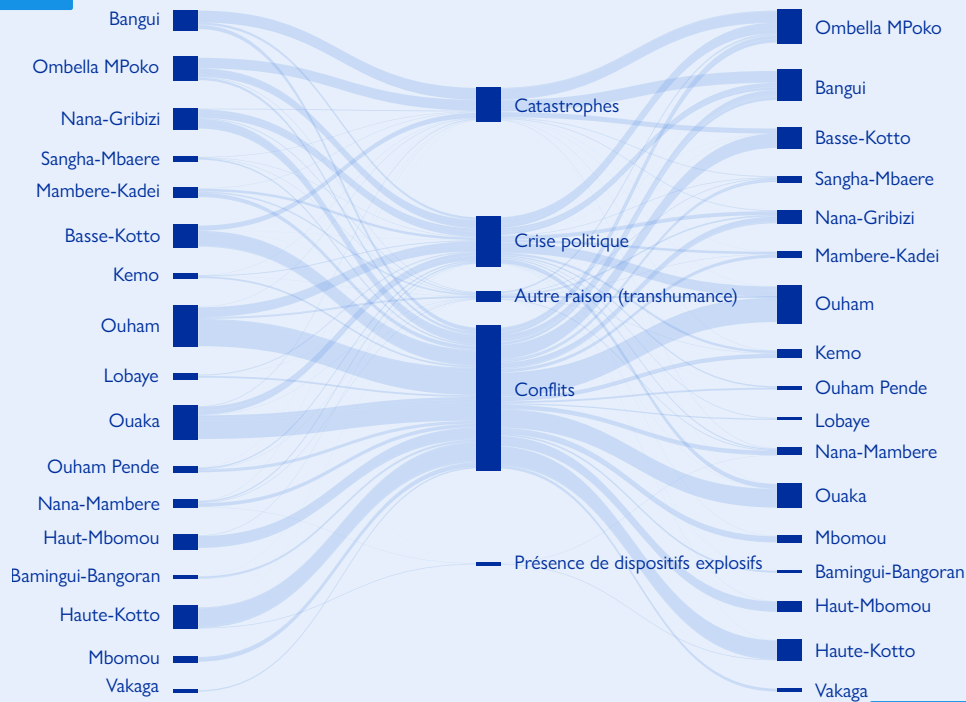 Bangui
Ombella MPoko
Nana-Gribizi
Sangha-Mbaere
Mambere-Kadei
Basse-Kotto
Kemo
Ouham
Lobaye
Ouaka
Ouham Pende
Nana-Mambere
Haut-Mbomou
Bamingui-Bangoran
Haute-Kotto
Mbomou
Vakaga
Catastrophes
Crise politique
Autre raison (transhumance)
Conflits
Présence de dispositifs explosifs
Ombella MPoko
Bangui
Basse-Kotto
Sangha-Mbaere
Nana-Gribizi
Mambere-Kadei
Ouham
Kemo
Ouham Pende
Lobaye
Nana-Mambere
Ouaka
Mbomou
Bamingui-Bangoran
Haut-Mbomou
Haute-Kotto
Vakaga